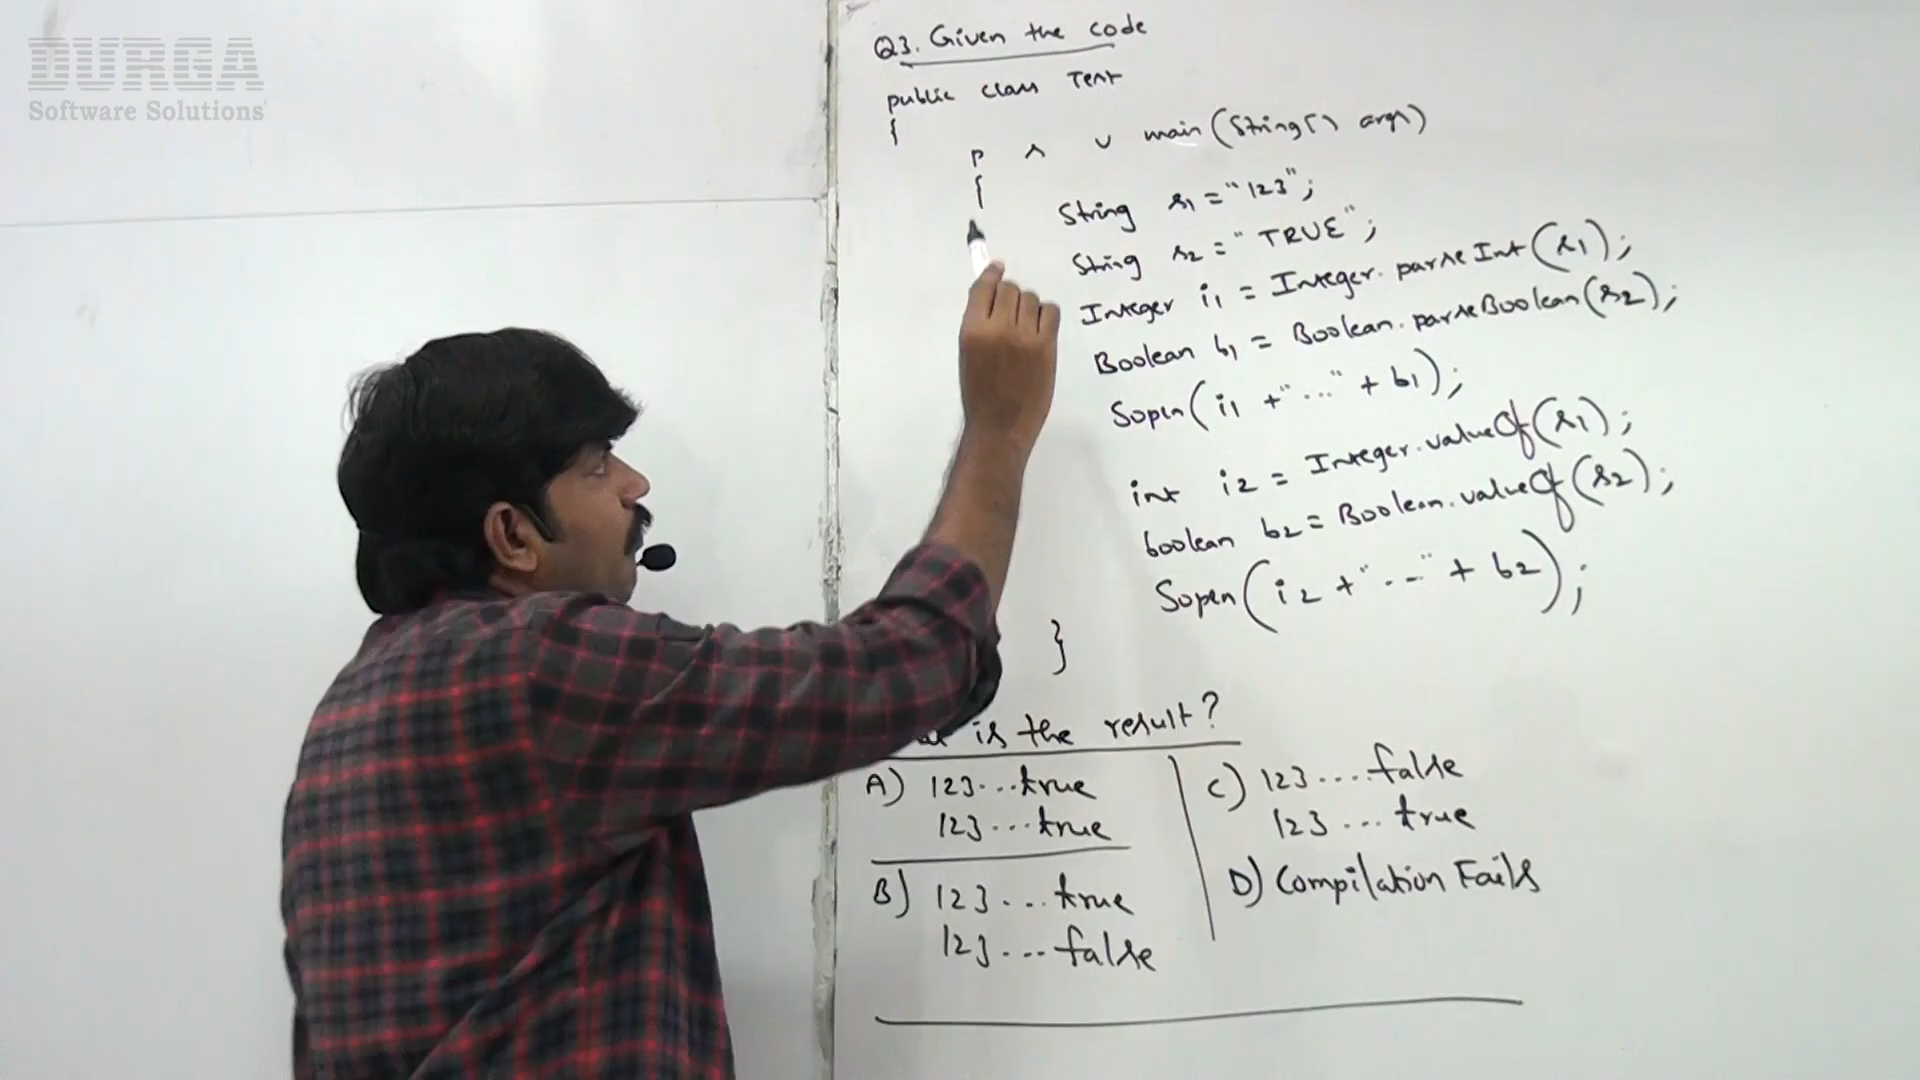 DURGA
Software Solutions
Q3. Given the code
public class Test
{
p s v main(String[] args)
{
String s1 = "123";
String s2 = "TRUE";
Integer i1 = Integer.parseInt(s1);
Boolean b1 = Boolean.parseBoolean(s2);
Sopln(i1 + "..." + b1);
int i2 = Integer.valueOf(s1);
boolean b2 = Boolean.valueOf(s2);
Sopln(i2 + "..." + b2);
}
is the result?
A) 123...true
123...true
B) 123...true
123....false
C) 123....false
123...true
D) Compilation Fails